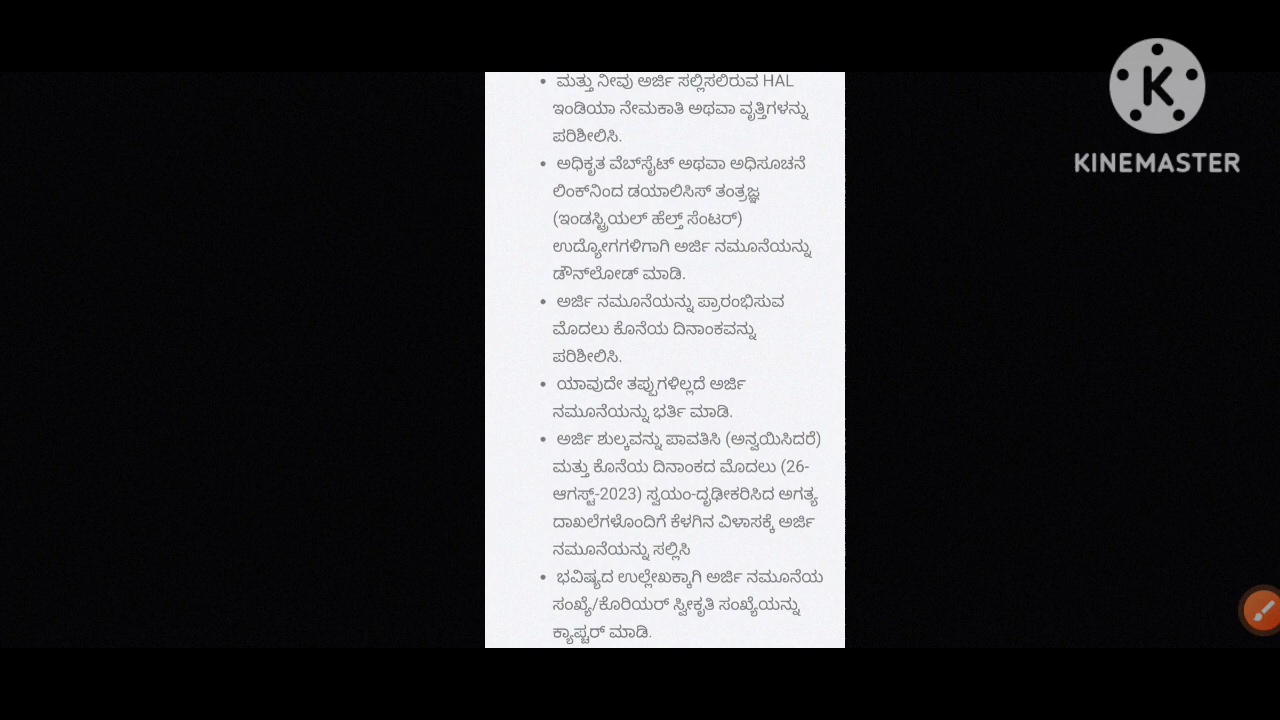 • ಮತ್ತು ನೀವು ಅರ್ಜಿ ಸಲ್ಲಿಸಲಿರುವ HAL
ಇಂಡಿಯಾ ನೇಮಕಾತಿ ಅಥವಾ ವೃತ್ತಿಗಳನ್ನು
ಪರಿಶೀಲಿಸಿ.
• ಅಧಿಕೃತ ವೆಬ್‌ಸೈಟ್ ಅಥವಾ ಅಧಿಸೂಚನೆ
ಲಿಂಕ್‌ನಿಂದ ಡಯಾಲಿಸಿಸ್ ತಂತ್ರಜ್ಞ
(ಇಂಡಸ್ಟ್ರಿಯಲ್ ಹೆಲ್ತ್ ಸೆಂಟರ್)
ಉದ್ಯೋಗಗಳಿಗಾಗಿ ಅರ್ಜಿ ನಮೂನೆಯನ್ನು
ಡೌನ್‌ಲೋಡ್ ಮಾಡಿ.
• ಅರ್ಜಿ ನಮೂನೆಯನ್ನು ಪ್ರಾರಂಭಿಸುವ
ಮೊದಲು ಕೊನೆಯ ದಿನಾಂಕವನ್ನು
ಪರಿಶೀಲಿಸಿ.
• ಯಾವುದೇ ತಪ್ಪುಗಳಿಲ್ಲದೆ ಅರ್ಜಿ
ನಮೂನೆಯನ್ನು ಭರ್ತಿ ಮಾಡಿ.
• ಅರ್ಜಿ ಶುಲ್ಕವನ್ನು ಪಾವತಿಸಿ (ಅನ್ವಯಿಸಿದರೆ)
ಮತ್ತು ಕೊನೆಯ ದಿನಾಂಕದ ಮೊದಲು (26-
ಆಗಸ್ಟ್-2023) ಸ್ವಯಂ-ದೃಢೀಕರಿಸಿದ ಅಗತ್ಯ
ದಾಖಲೆಗಳೊಂದಿಗೆ ಕೆಳಗಿನ ವಿಳಾಸಕ್ಕೆ ಅರ್ಜಿ
ನಮೂನೆಯನ್ನು ಸಲ್ಲಿಸಿ
• ಭವಿಷ್ಯದ ಉಲ್ಲೇಖಕ್ಕಾಗಿ ಅರ್ಜಿ ನಮೂನೆಯ
ಸಂಖ್ಯೆ/ಕೊರಿಯರ್ ಸ್ವೀಕೃತಿ ಸಂಖ್ಯೆಯನ್ನು
ಕ್ಯಾಪ್ಚರ್ ಮಾಡಿ.
K
KINEMASTER